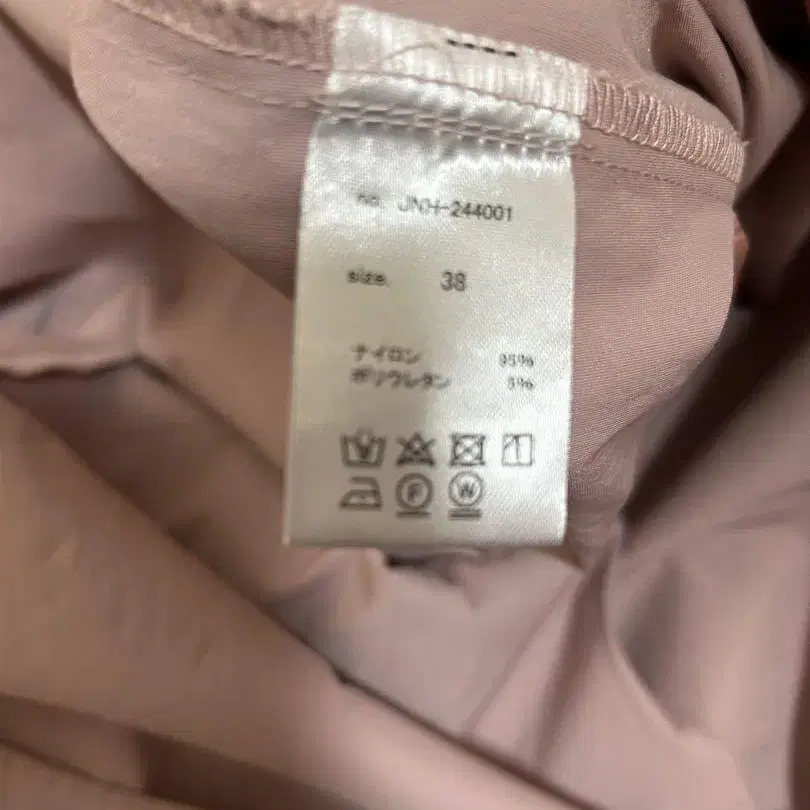 no. JNH-244001
size. 38
ナイロン 95%
ポリウレタン 5%
F W